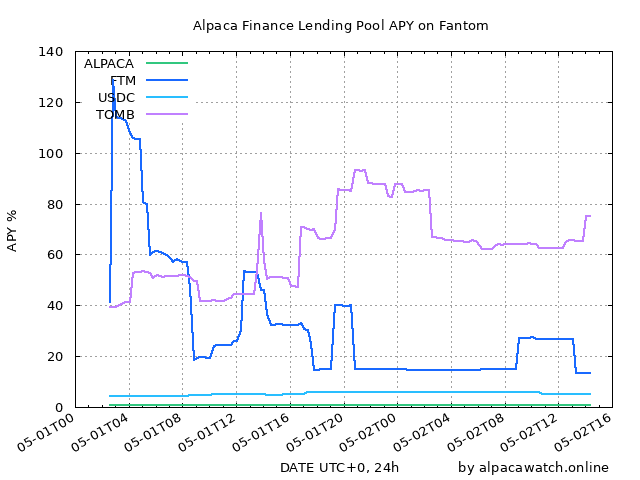 Alpaca Finance Lending Pool APY on Fantom
APY %
140
120
100
80
60
40
20
0
ALPACA
FTM
USDC
TOMB
05-01T00
05-01T04
05-01T08
05-01T12
05-01T16
05-01T20
05-02T00
05-02T04
05-02T08
05-02T12
05-02T16
DATE UTC+0, 24h
by alpacawatch.online